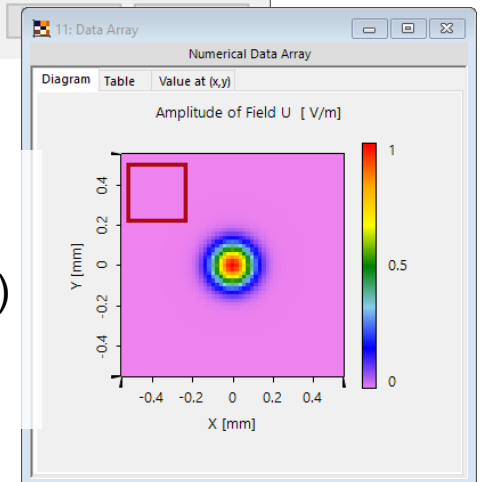 11: Data Array
Numerical Data Array
Diagram Table Value at (x,y)
Amplitude of Field U [ V/m]
)
Y [mm]
0.4
0.2
0
-0.2
-0.4
1
0.5
0
-0.4 -0.2 0 0.2 0.4
X [mm]